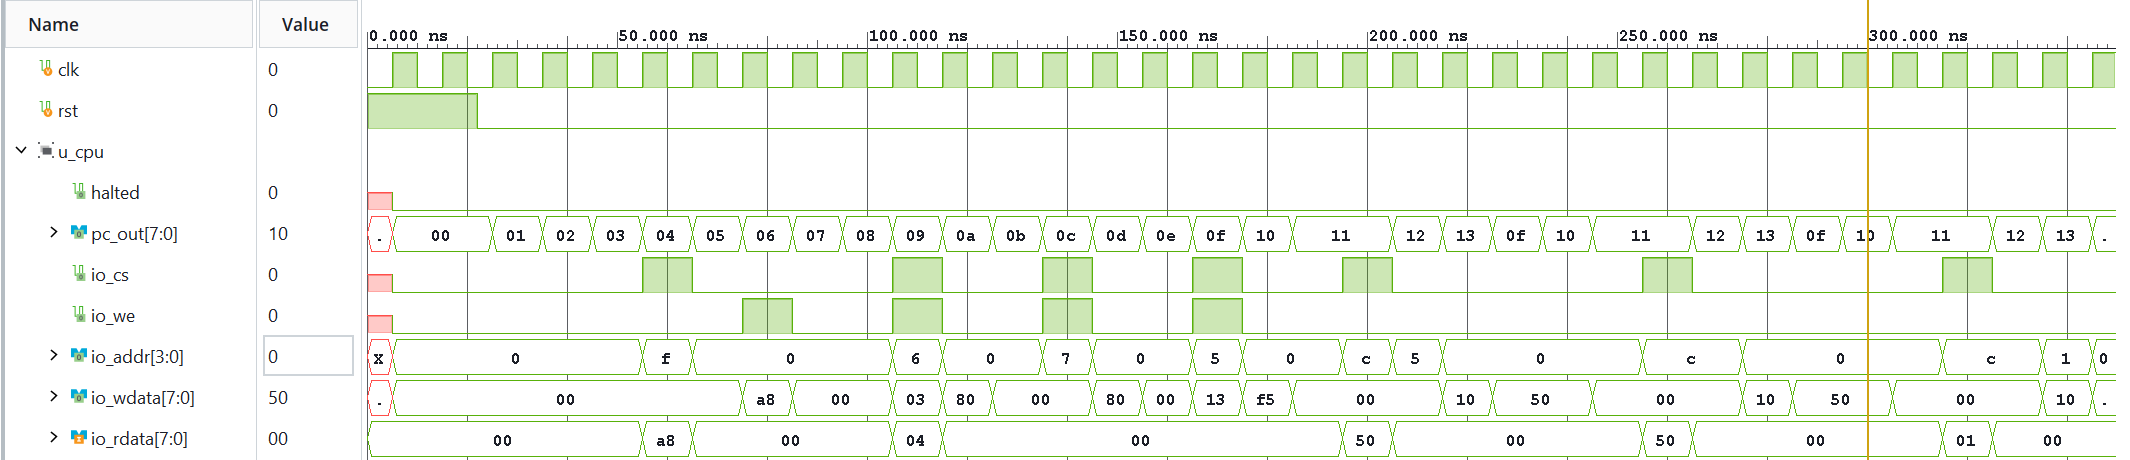 Name Value 0.000 ns 50.000 ns 100.000 ns 150.000 ns 200.000 ns 250.000 ns 300.000 ns
clk 0
rst 0
u_cpu
halted 0
pc_out[7:0] 10 . 00 01 02 03 04 05 06 07 08 09 0a 0b 0c 0d 0e 0f 10 11 12 13 0f 10 11 12 13 0f 10 11 12 13 .
io_cs 0
io_we 0
io_addr[3:0] 0 X 0 f 0 6 0 7 0 5 0 c 5 0 c 0 c 1 0
io_wdata[7:0] 50 . 00 a8 00 03 80 00 80 00 13 f5 00 10 50 00 10 50 00 10 .
io_rdata[7:0] 00 00 a8 00 04 00 50 00 50 00 01 00